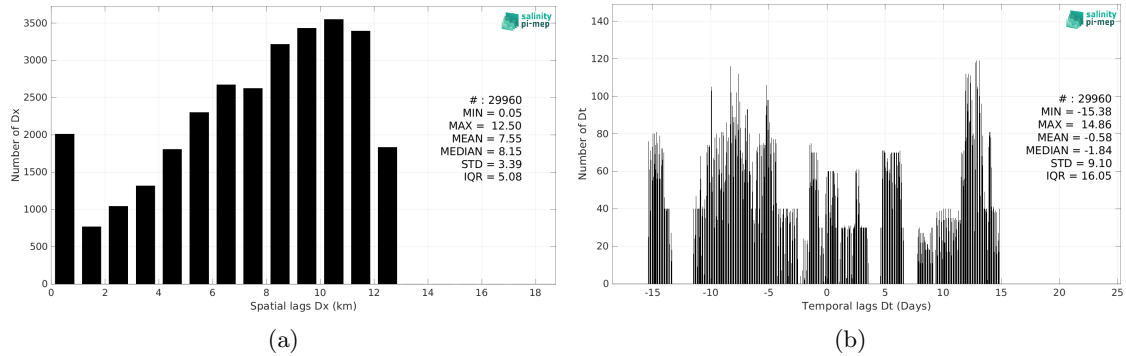 salinity
pi-mep
3500
3000
2500
2000
1500
1000
500
0
Number of Dx
# : 29960
MIN = 0.05
MAX = 12.50
MEAN = 7.55
MEDIAN = 8.15
STD = 3.39
IQR = 5.08
0 2 4 6 8 10 12 14 16 18
Spatial lags Dx (km)
(a)
salinity
pi-mep
140
120
100
80
60
40
20
0
Number of Dt
# : 29960
MIN = -15.38
MAX = 14.86
MEAN = -0.58
MEDIAN = -1.84
STD = 9.10
IQR = 16.05
-15 -10 -5 0 5 10 15 20 25
Temporal lags Dt (Days)
(b)